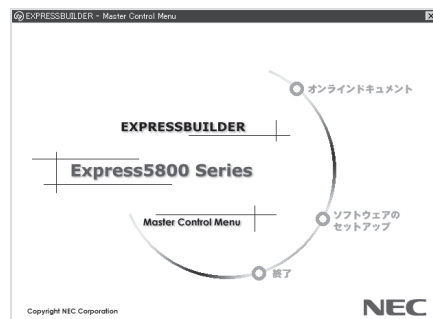 EXPRESSBUILDER - Master Control Menu
オンラインドキュメント
EXPRESSBUILDER
Express5800 Series
Master Control Menu
ソフトウェアの
セットアップ
終了
Copyright NEC Corporation
NEC